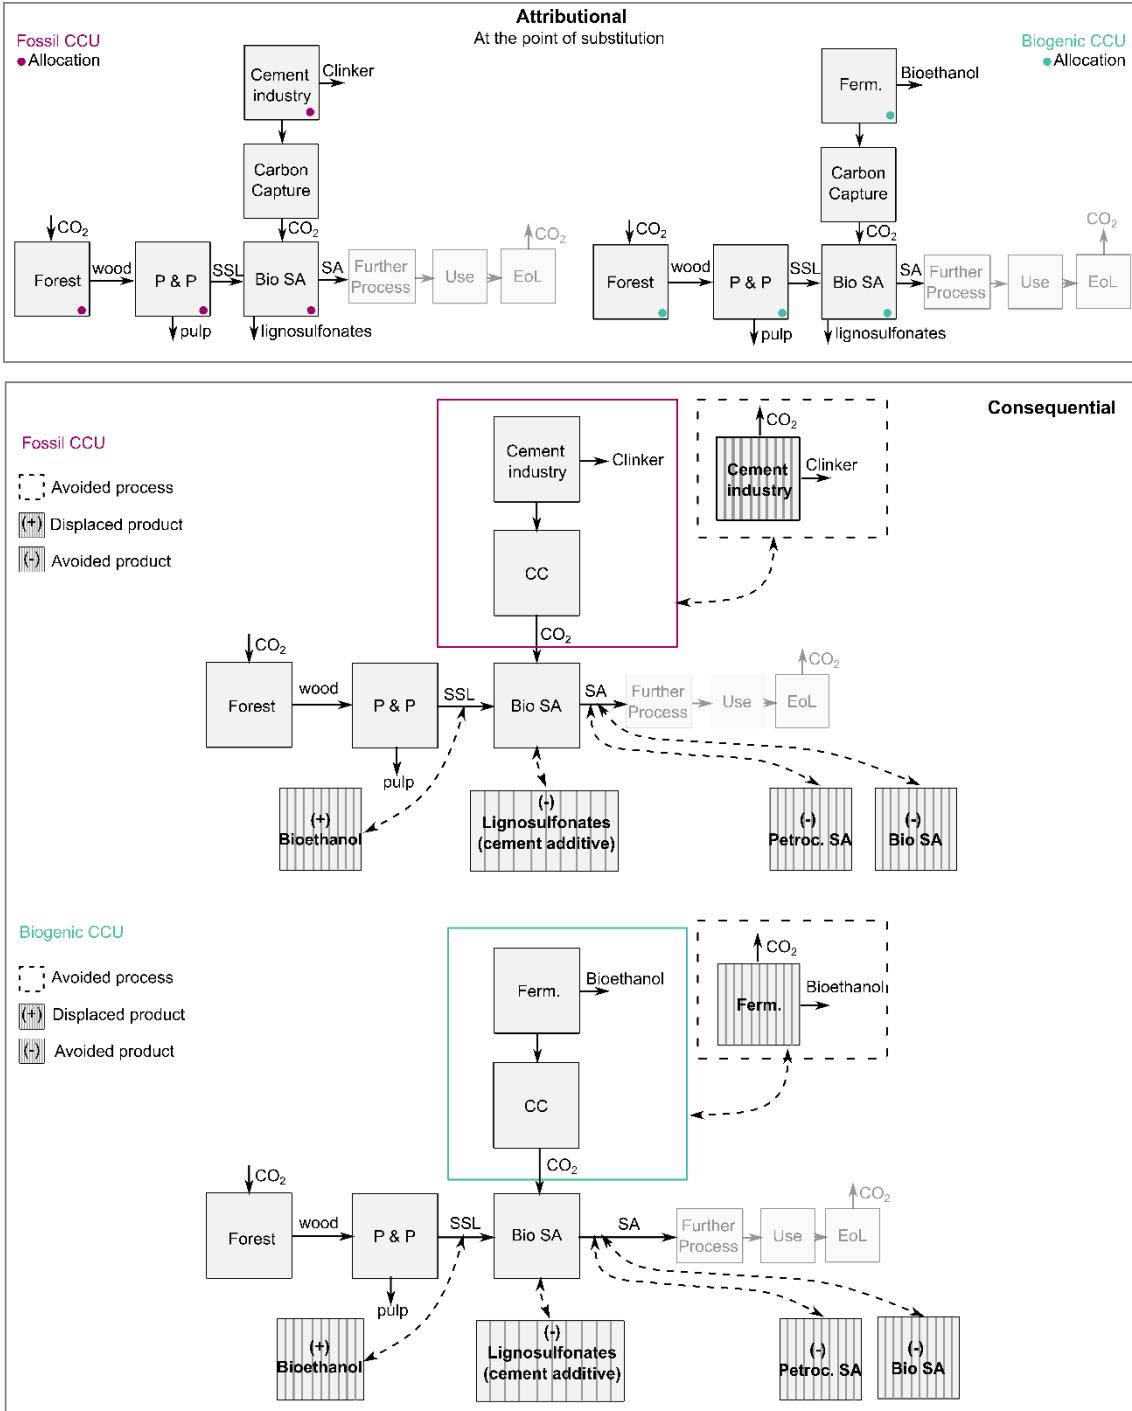 Attributional
At the point of substitution
Fossil CCU
Allocation
Cement
industry
Clinker
Carbon
Capture
CO2
CO2
Forest
wood
P & P
SSL
Bio SA
SA
Further
Process
Use
EoL
CO2
pulp
lignosulfonates
Biogenic CCU
Allocation
Ferm.
Bioethanol
Carbon
Capture
CO2
CO2
Forest
wood
P & P
SSL
Bio SA
SA
Further
Process
Use
EoL
CO2
pulp
lignosulfonates
Consequential
Fossil CCU
Avoided process
(+) Displaced product
(-) Avoided product
Cement
industry
Clinker
CC
CO2
CO2
Cement
industry
Clinker
CO2
Forest
wood
P & P
SSL
Bio SA
SA
Further
Process
Use
EoL
CO2
pulp
(+)
Bioethanol
(-)
Lignosulfonates
(cement additive)
(-)
Petroc. SA
(-)
Bio SA
Biogenic CCU
Avoided process
(+) Displaced product
(-) Avoided product
Ferm.
Bioethanol
CC
CO2
CO2
Ferm.
Bioethanol
CO2
Forest
wood
P & P
SSL
Bio SA
SA
Further
Process
Use
EoL
CO2
pulp
(+)
Bioethanol
(-)
Lignosulfonates
(cement additive)
(-)
Petroc. SA
(-)
Bio SA